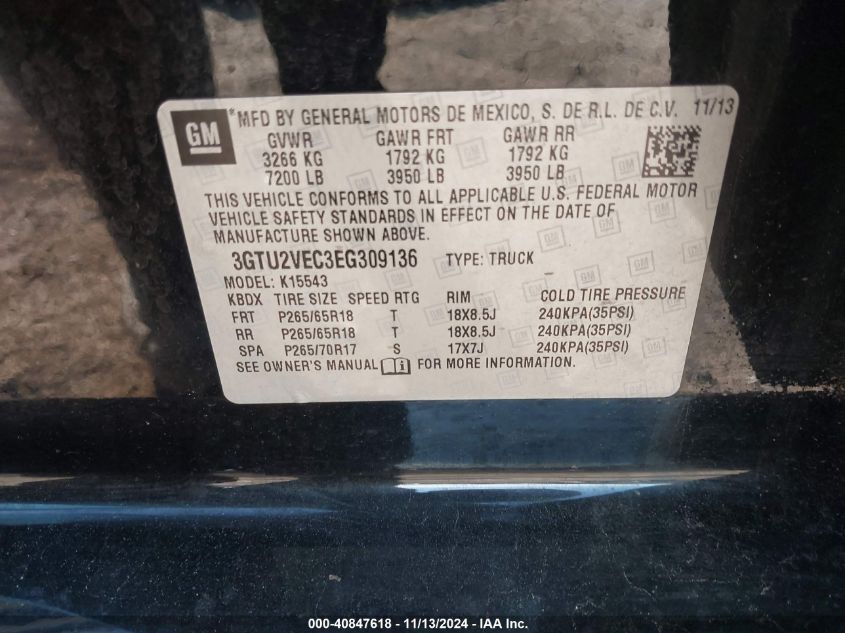 GM
*MFD BY GENERAL MOTORS DE MEXICO, S. DE R.L. DE C.V. 11/13
GVWR GAWR FRT GAWR RR
3266 KG 1792 KG 1792 KG
7200 LB 3950 LB 3950 LB
THIS VEHICLE CONFORMS TO ALL APPLICABLE U.S. FEDERAL MOTOR
VEHICLE SAFETY STANDARDS IN EFFECT ON THE DATE OF
MANUFACTURE SHOWN ABOVE.
3GTU2VEC3EG309136 TYPE: TRUCK
MODEL: K15543
KBDX TIRE SIZE SPEED RTG RIM COLD TIRE PRESSURE
FRT P265/65R18 T 18X8.5J 240KPA(35PSI)
RR P265/65R18 T 18X8.5J 240KPA(35PSI)
SPA P265/70R17 S 17X7J 240KPA(35PSI)
SEE OWNER'S MANUAL FOR MORE INFORMATION.
000-40847618 - 11/13/2024 - IAA Inc.